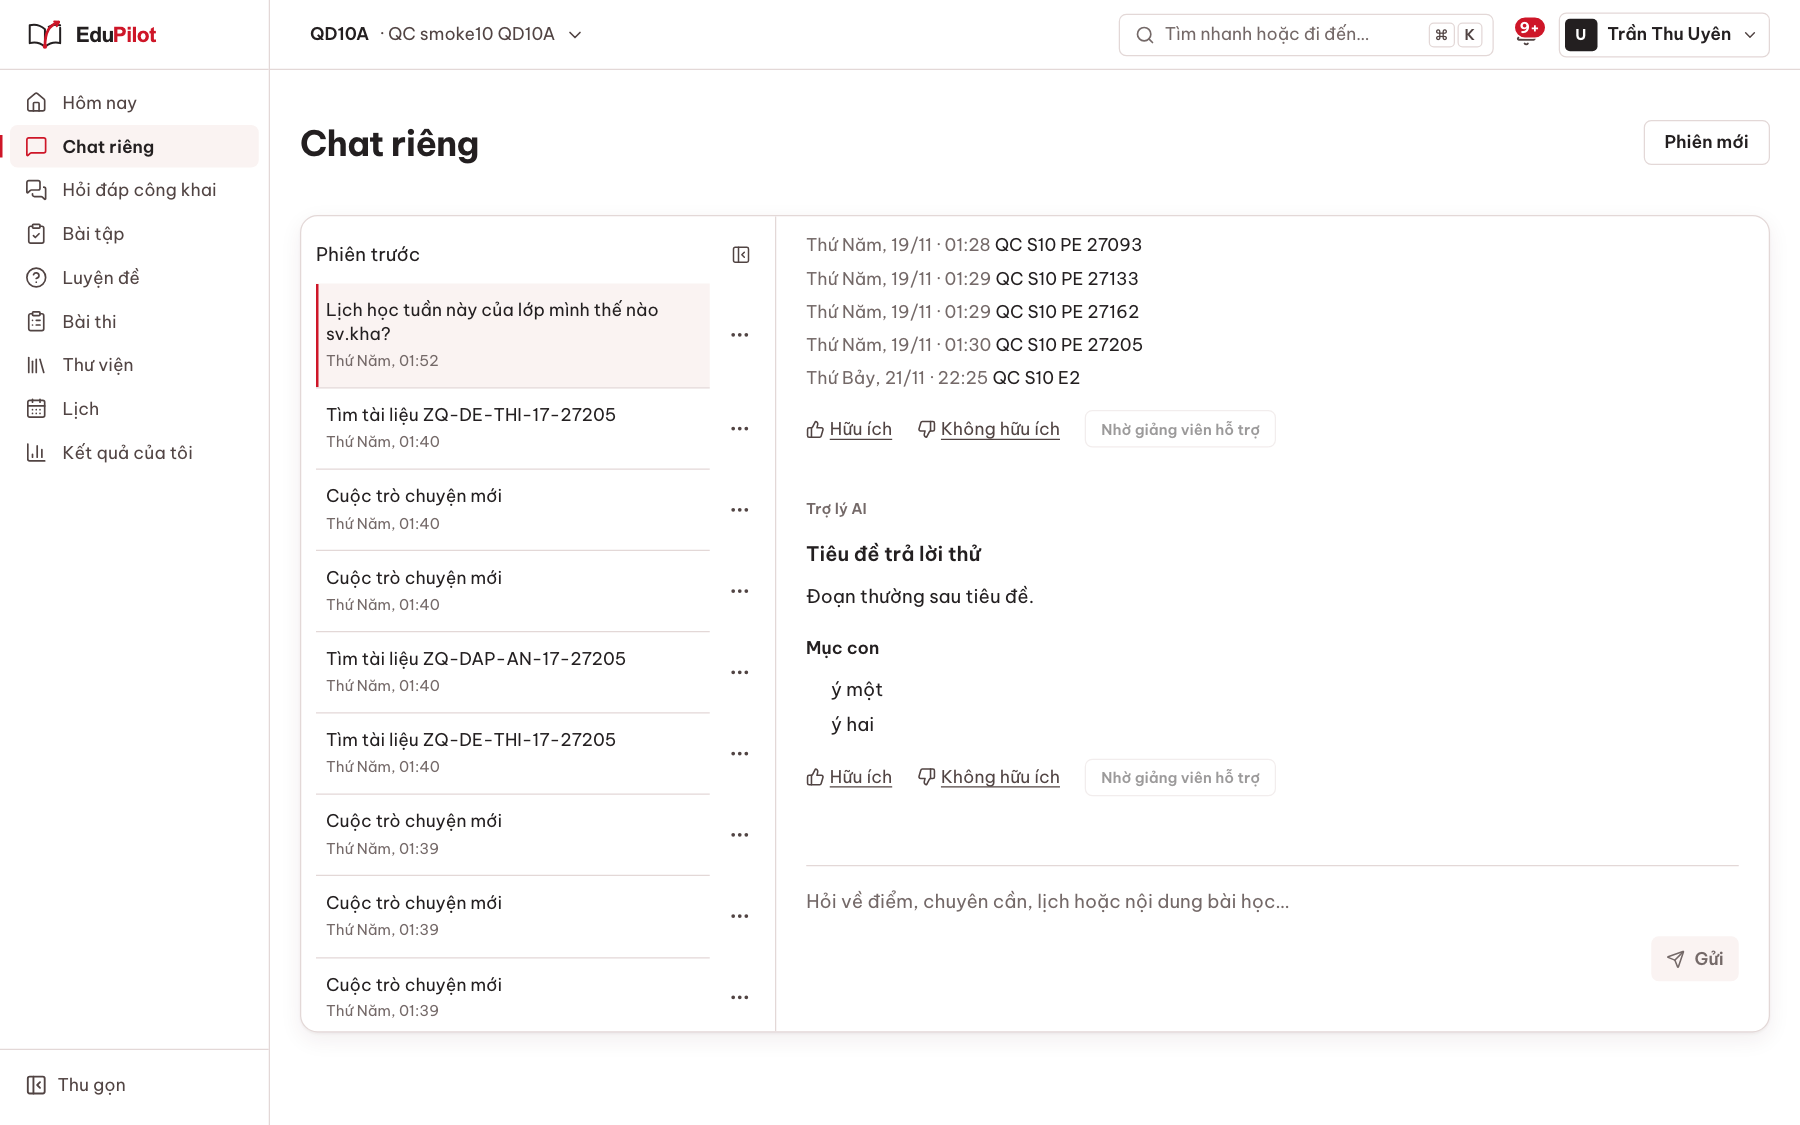 EduPilot
QD10A · QC smoke10 QD10A
Tìm nhanh hoặc đi đến...
⌘ K
9+
U
Trần Thu Uyên
Hôm nay
Chat riêng
Hỏi đáp công khai
Bài tập
Luyện đề
Bài thi
Thư viện
Lịch
Kết quả của tôi
Thu gọn
Chat riêng
Phiên mới
Phiên trước
Lịch học tuần này của lớp mình thế nào
sv.kha?
Thứ Năm, 01:52
Tìm tài liệu ZQ-DE-THI-17-27205
Thứ Năm, 01:40
Cuộc trò chuyện mới
Thứ Năm, 01:40
Cuộc trò chuyện mới
Thứ Năm, 01:40
Tìm tài liệu ZQ-DAP-AN-17-27205
Thứ Năm, 01:40
Tìm tài liệu ZQ-DE-THI-17-27205
Thứ Năm, 01:40
Cuộc trò chuyện mới
Thứ Năm, 01:39
Cuộc trò chuyện mới
Thứ Năm, 01:39
Cuộc trò chuyện mới
Thứ Năm, 01:39
Thứ Năm, 19/11 · 01:28 QC S10 PE 27093
Thứ Năm, 19/11 · 01:29 QC S10 PE 27133
Thứ Năm, 19/11 · 01:29 QC S10 PE 27162
Thứ Năm, 19/11 · 01:30 QC S10 PE 27205
Thứ Bảy, 21/11 · 22:25 QC S10 E2
Hữu ích
Không hữu ích
Nhờ giảng viên hỗ trợ
Trợ lý AI
Tiêu đề trả lời thử
Đoạn thường sau tiêu đề.
Mục con
ý một
ý hai
Hữu ích
Không hữu ích
Nhờ giảng viên hỗ trợ
Hỏi về điểm, chuyên cần, lịch hoặc nội dung bài học...
Gửi